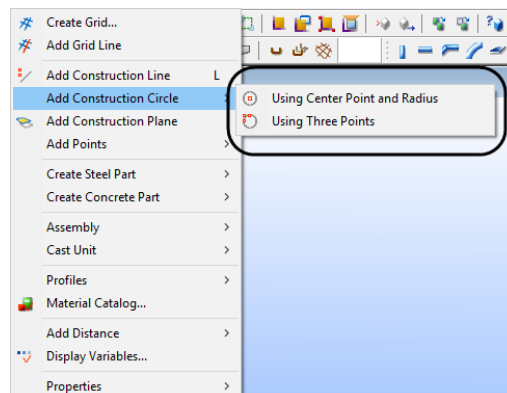 Create Grid...
Add Grid Line
Add Construction Line L
Add Construction Circle
Using Center Point and Radius
Add Construction Plane
Using Three Points
Add Points
Create Steel Part
Create Concrete Part
Assembly
Cast Unit
Profiles
Material Catalog...
Add Distance
Display Variables...
Properties